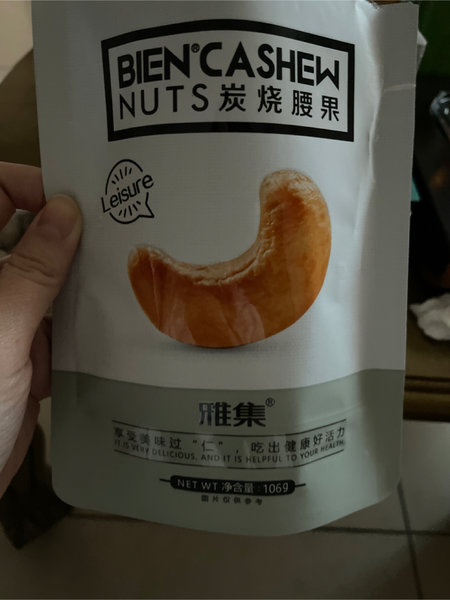 BIEN®CASHEW
NUTS炭烧腰果
Leisure
雅集®
享受美味过“仁”，吃出健康好活力
IT IS VERY DELICIOUS, AND IT IS HELPFUL TO YOUR HEALTH.
NET WT 净含量:106g
图片仅供参考